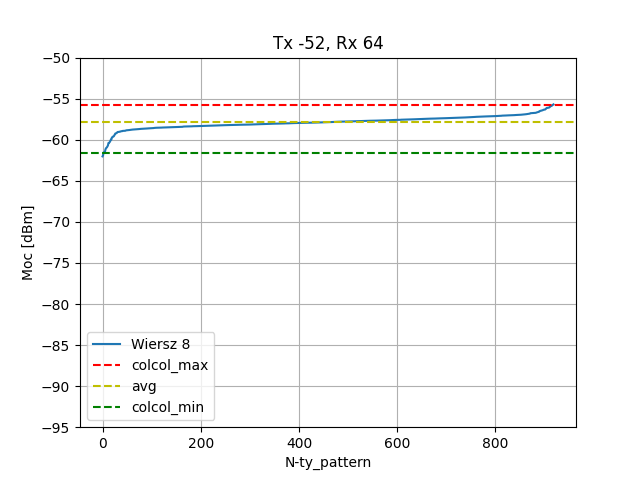 Tx -52, Rx 64
−50
−55
−60
−65
−70
−75
−80
−85
−90
−95
Moc [dBm]
Wiersz 8
colcol_max
avg
colcol_min
0 200 400 600 800
N-ty_pattern